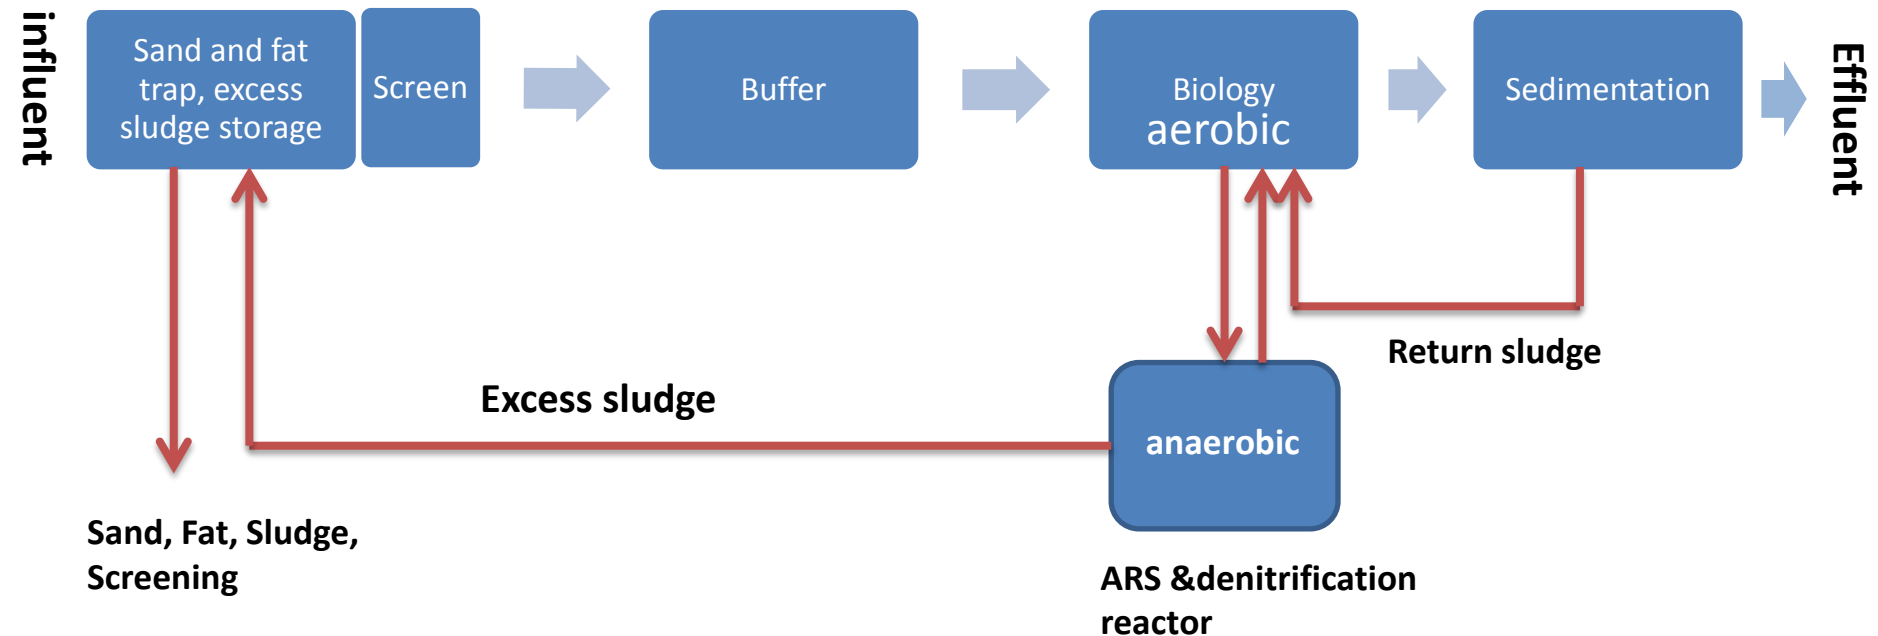 influent
Sand and fat
trap, excess
sludge storage
Screen
Buffer
Biology
aerobic
Sedimentation
Effluent
Return sludge
Excess sludge
anaerobic
Sand, Fat, Sludge,
Screening
ARS &denitrification
reactor